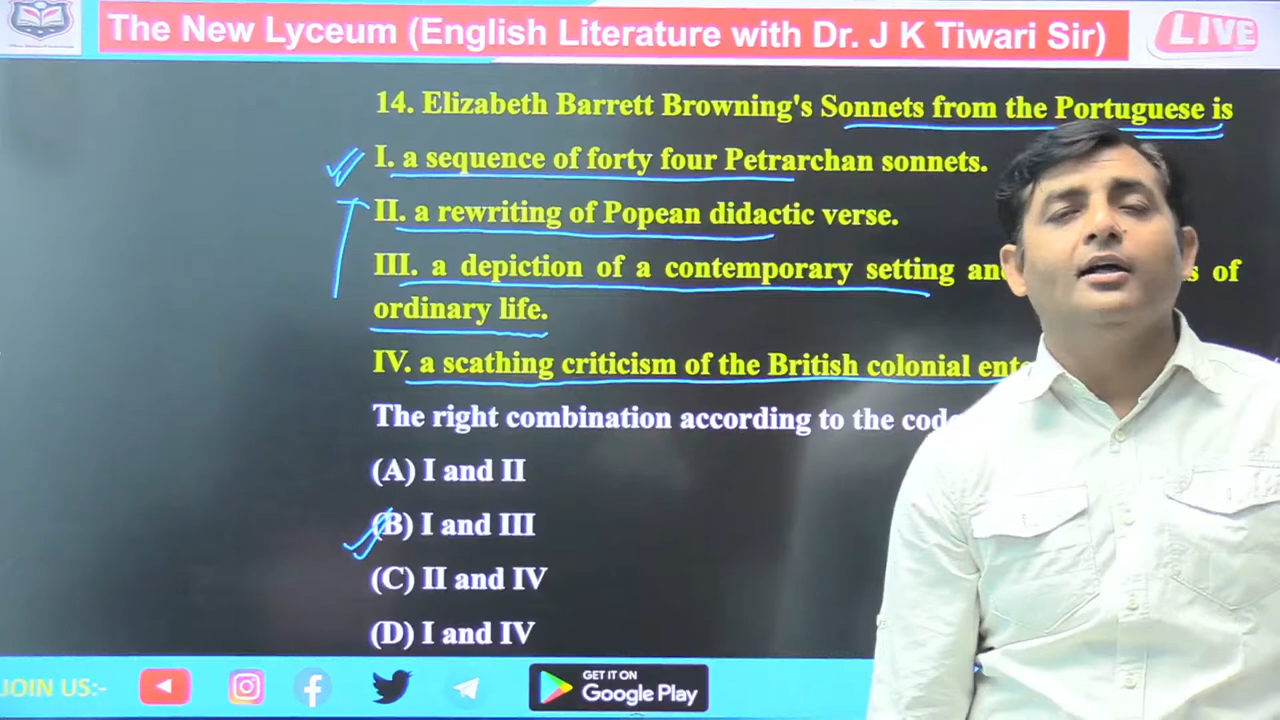 The New Lyceum (English Literature with Dr. J K Tiwari Sir)
LIVE
14. Elizabeth Barrett Browning's Sonnets from the Portuguese is
I. a sequence of forty four Petrarchan sonnets.
II. a rewriting of Popean didactic verse.
III. a depiction of a contemporary setting and of
ordinary life.
IV. a scathing criticism of the British colonial
The right combination according to the
(A) I and II
(B) I and III
(C) II and IV
(D) I and IV
JOIN US:-
GET IT ON
Google Play